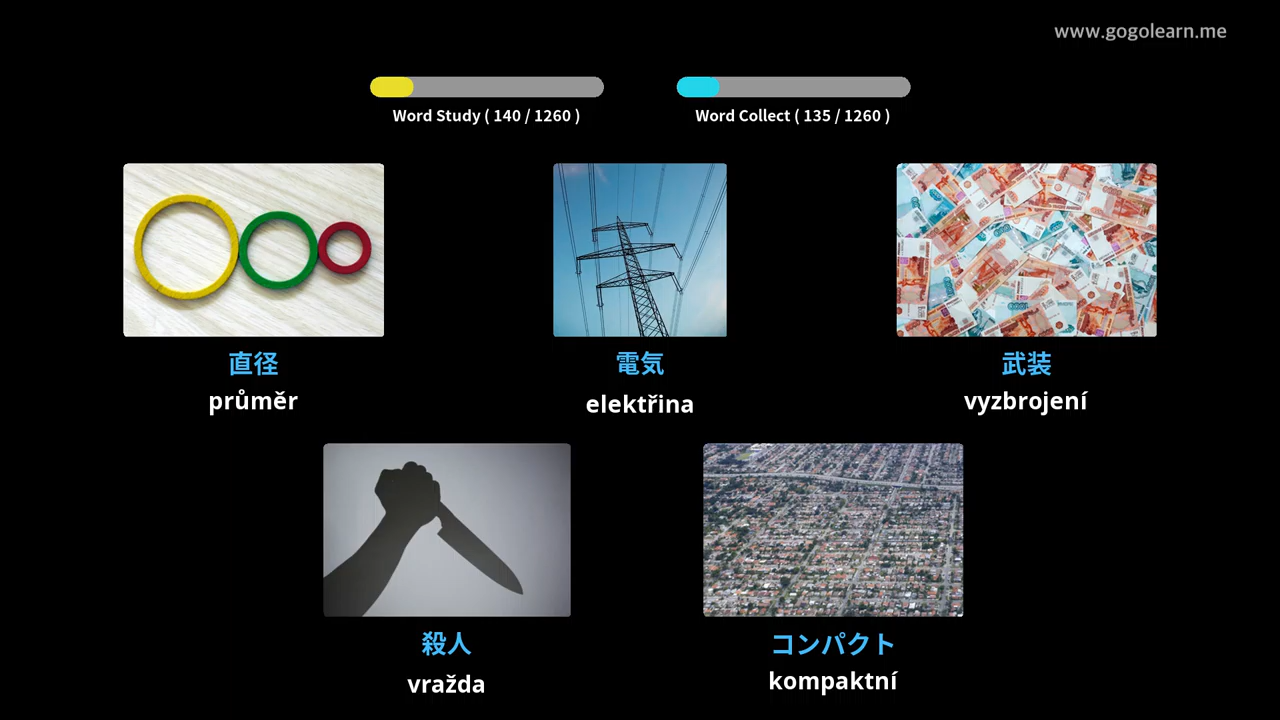 www.gogolearn.me
Word Study ( 140 / 1260 )
Word Collect ( 135 / 1260 )
直径
電気
武装
průměr
elektřina
vyzbrojení
殺人
コンパクト
vražda
kompaktní